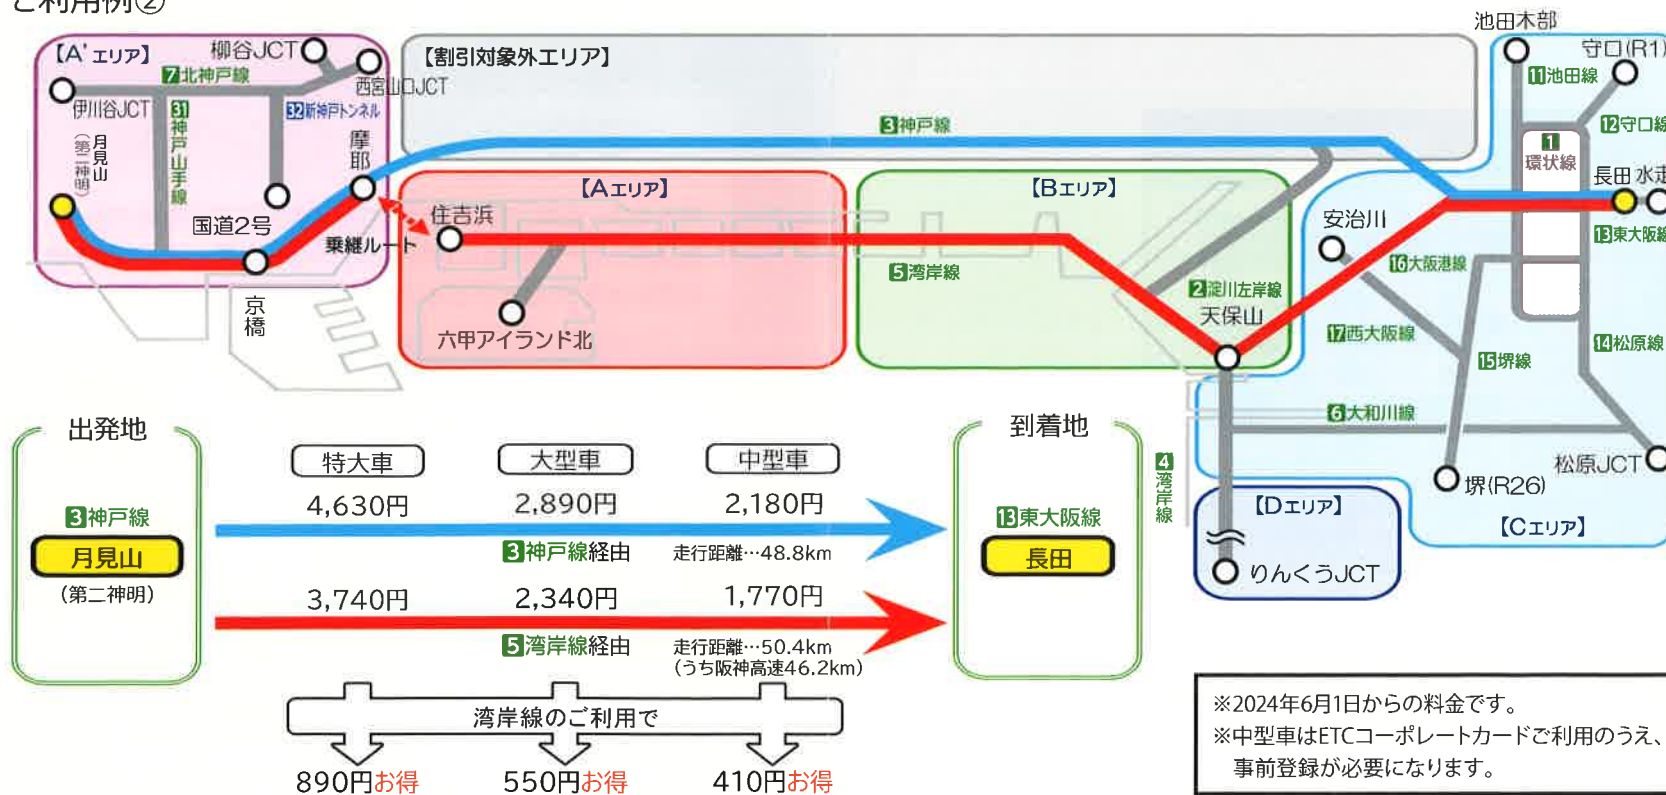 ご利用例②
【A'エリア】
柳谷JCT
7北神戸線
西宮山口JCT
伊川谷JCT
31神戸山手線
32新神戸トンネル
月見山
(第二神明)
摩耶
国道2号
京橋
乗継ルート
【割引対象外エリア】
3神戸線
【Aエリア】
住吉浜
六甲アイランド北
【Bエリア】
5湾岸線
2淀川左岸線
天保山
池田木部
守口(R1)
11池田線
12守口線
1
環状線
長田
水走
13東大阪線
安治川
16大阪港線
17西大阪線
15堺線
14松原線
6大和川線
松原JCT
堺(R26)
【Cエリア】
4湾岸線
【Dエリア】
りんくうJCT
出発地
3神戸線
月見山
(第二神明)
特大車 大型車 中型車
4,630円 2,890円 2,180円
3神戸線経由 走行距離…48.8km
3,740円 2,340円 1,770円
5湾岸線経由 走行距離…50.4km
(うち阪神高速46.2km)
到着地
13東大阪線
長田
湾岸線のご利用で
890円お得 550円お得 410円お得
※2024年6月1日からの料金です。
※中型車はETCコーポレートカードご利用のうえ、
事前登録が必要になります。